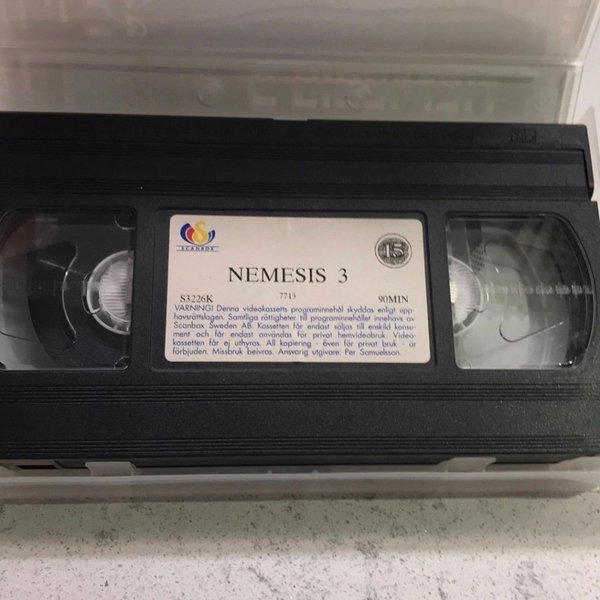 SCANBOX
15
NEMESIS 3
S3226K 7713 90MIN
VARNING! Denna videokassetts programinnehål skyddas enligt upp-
hovsrättslagen. Samtliga rättigheter till programinnehållet innehavs av
Scanbox Sweden AB. Kassetten får endast säljas till enskild konsu-
ment och får endast användas för privat hemvideobruk. Video-
kassetten får ej uthyras. All kopiering - även för privat bruk - är
förbjuden. Missbruk beivras. Ansvarig utgivare: Per Samuelsson.